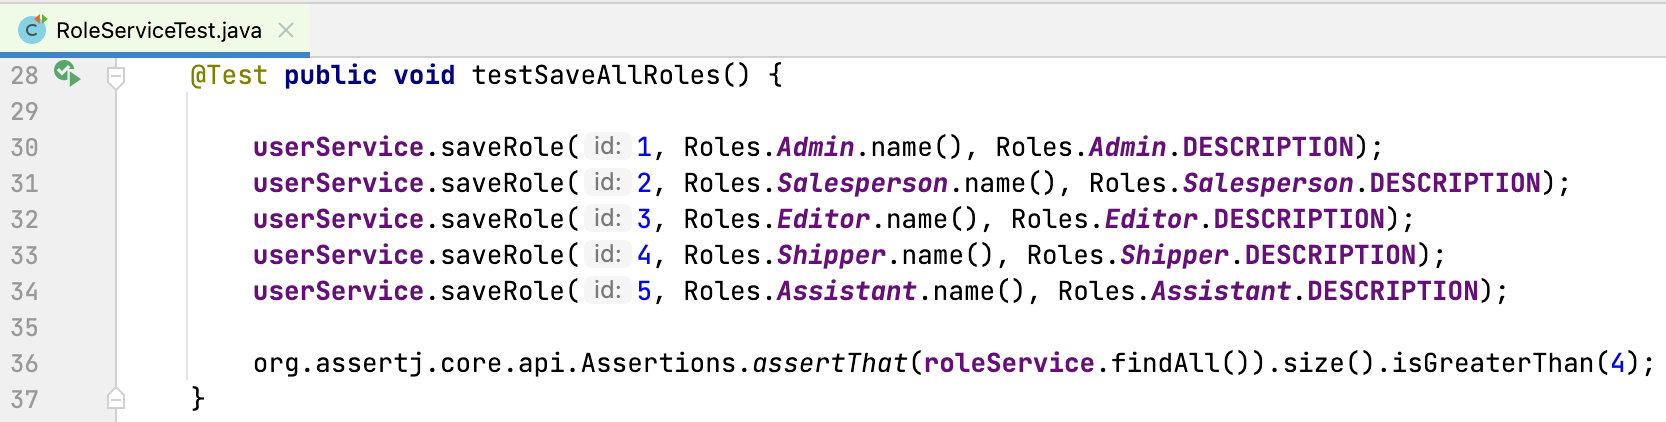 RoleServiceTest.java
28 @Test public void testSaveAllRoles() {
29
30 userService.saveRole( id: 1, Roles.Admin.name(), Roles.Admin.DESCRIPTION);
31 userService.saveRole( id: 2, Roles.Salesperson.name(), Roles.Salesperson.DESCRIPTION);
32 userService.saveRole( id: 3, Roles.Editor.name(), Roles.Editor.DESCRIPTION);
33 userService.saveRole( id: 4, Roles.Shipper.name(), Roles.Shipper.DESCRIPTION);
34 userService.saveRole( id: 5, Roles.Assistant.name(), Roles.Assistant.DESCRIPTION);
35
36 org.assertj.core.api.Assertions.assertThat(roleService.findAll()).size().isGreaterThan(4);
37 }